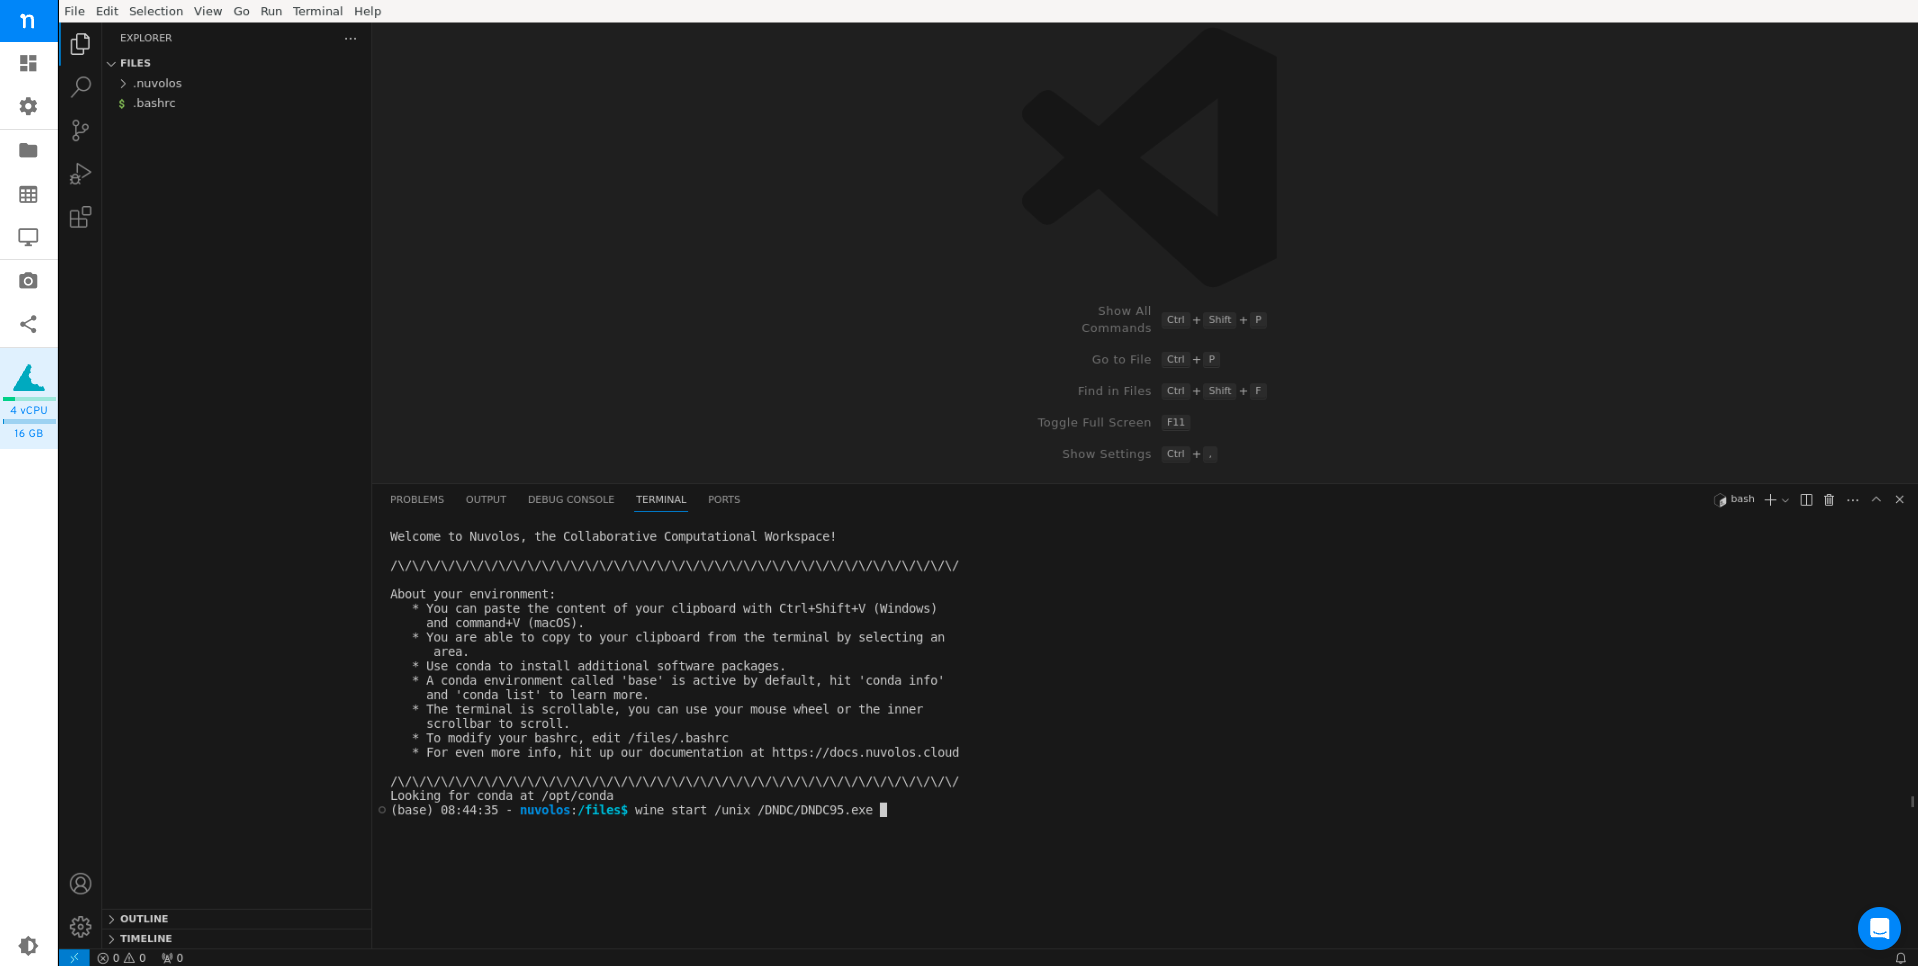 File Edit Selection View Go Run Terminal Help
EXPLORER
FILES
.nuvolos
$ .bashrc
4 vCPU
16 GB
Show All
Commands
Ctrl + Shift + P
Go to File Ctrl + P
Find in Files Ctrl + Shift + F
Toggle Full Screen F11
Show Settings Ctrl + ,
PROBLEMS OUTPUT DEBUG CONSOLE TERMINAL PORTS
bash
Welcome to Nuvolos, the Collaborative Computational Workspace!
/\/\/\/\/\/\/\/\/\/\/\/\/\/\/\/\/\/\/\/\/\/\/\/\/\/\/\/\/\/\/\/\/\/\/\/\/\/\/\/
About your environment:
* You can paste the content of your clipboard with Ctrl+Shift+V (Windows)
and command+V (macOS).
* You are able to copy to your clipboard from the terminal by selecting an
area.
* Use conda to install additional software packages.
* A conda environment called 'base' is active by default, hit 'conda info'
and 'conda list' to learn more.
* The terminal is scrollable, you can use your mouse wheel or the inner
scrollbar to scroll.
* To modify your bashrc, edit /files/.bashrc
* For even more info, hit up our documentation at https://docs.nuvolos.cloud
/\/\/\/\/\/\/\/\/\/\/\/\/\/\/\/\/\/\/\/\/\/\/\/\/\/\/\/\/\/\/\/\/\/\/\/\/\/\/\/
Looking for conda at /opt/conda
(base) 08:44:35 - nuvolos:/files$ wine start /unix /DNDC/DNDC95.exe
OUTLINE
TIMELINE
0 0 0